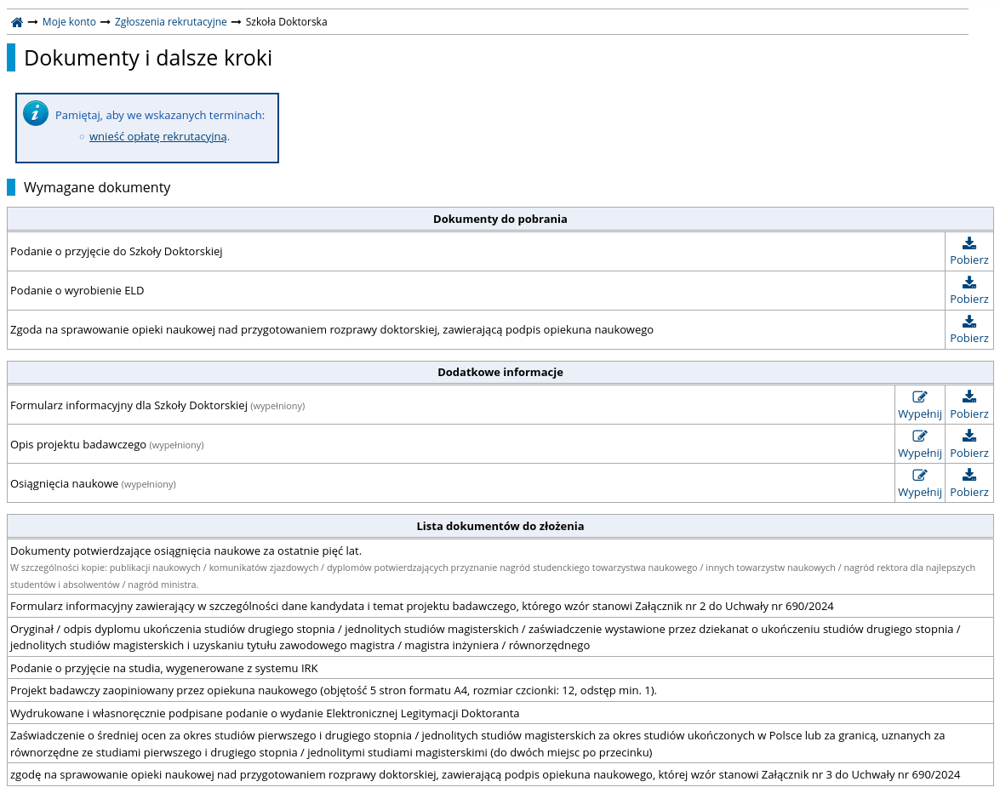 Moje konto Zgłoszenia rekrutacyjne Szkoła Doktorska
Dokumenty i dalsze kroki
Pamiętaj, aby we wskazanych terminach:
wnieść opłatę rekrutacyjną.
Wymagane dokumenty
Dokumenty do pobrania
Podanie o przyjęcie do Szkoły Doktorskiej
Pobierz
Podanie o wyrobienie ELD
Pobierz
Zgoda na sprawowanie opieki naukowej nad przygotowaniem rozprawy doktorskiej, zawierającą podpis opiekuna naukowego
Pobierz
Dodatkowe informacje
Formularz informacyjny dla Szkoły Doktorskiej (wypełniony)
Wypełnij Pobierz
Opis projektu badawczego (wypełniony)
Wypełnij Pobierz
Osiągnięcia naukowe (wypełniony)
Wypełnij Pobierz
Lista dokumentów do złożenia
Dokumenty potwierdzające osiągnięcia naukowe za ostatnie pięć lat.
W szczególności kopie: publikacji naukowych / komunikatów zjazdowych / dyplomów potwierdzających przyznanie nagród studenckiego towarzystwa naukowego / innych towarzystw naukowych / nagród rektora dla najlepszych
studentów i absolwentów / nagród ministra.
Formularz informacyjny zawierający w szczególności dane kandydata i temat projektu badawczego, którego wzór stanowi Załącznik nr 2 do Uchwały nr 690/2024
Oryginał / odpis dyplomu ukończenia studiów drugiego stopnia / jednolitych studiów magisterskich / zaświadczenie wystawione przez dziekanat o ukończeniu studiów drugiego stopnia /
jednolitych studiów magisterskich i uzyskaniu tytułu zawodowego magistra / magistra inżyniera / równorzędnego
Podanie o przyjęcie na studia, wygenerowane z systemu IRK
Projekt badawczy zaopiniowany przez opiekuna naukowego (objętość 5 stron formatu A4, rozmiar czcionki: 12, odstęp min. 1).
Wydrukowane i własnoręcznie podpisane podanie o wydanie Elektronicznej Legitymacji Doktoranta
Zaświadczenie o średniej ocen za okres studiów pierwszego i drugiego stopnia / jednolitych studiów magisterskich za okres studiów ukończonych w Polsce lub za granicą, uznanych za
równorzędne ze studiami pierwszego i drugiego stopnia / jednolitymi studiami magisterskimi (do dwóch miejsc po przecinku)
zgodę na sprawowanie opieki naukowej nad przygotowaniem rozprawy doktorskiej, zawierającą podpis opiekuna naukowego, której wzór stanowi Załącznik nr 3 do Uchwały nr 690/2024